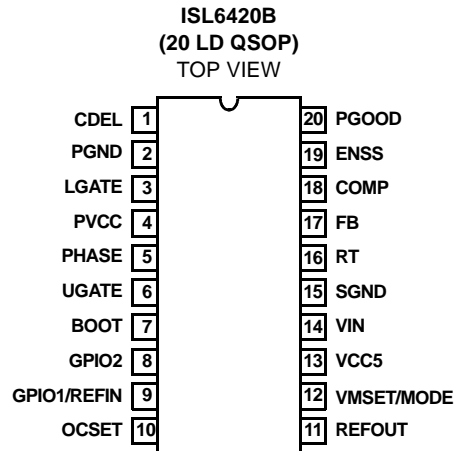 ISL6420B
(20 LD QSOP)
TOP VIEW
CDEL 1
PGND 2
LGATE 3
PVCC 4
PHASE 5
UGATE 6
BOOT 7
GPIO2 8
GPIO1/REFIN 9
OCSET 10
20 PGOOD
19 ENSS
18 COMP
17 FB
16 RT
15 SGND
14 VIN
13 VCC5
12 VMSET/MODE
11 REFOUT